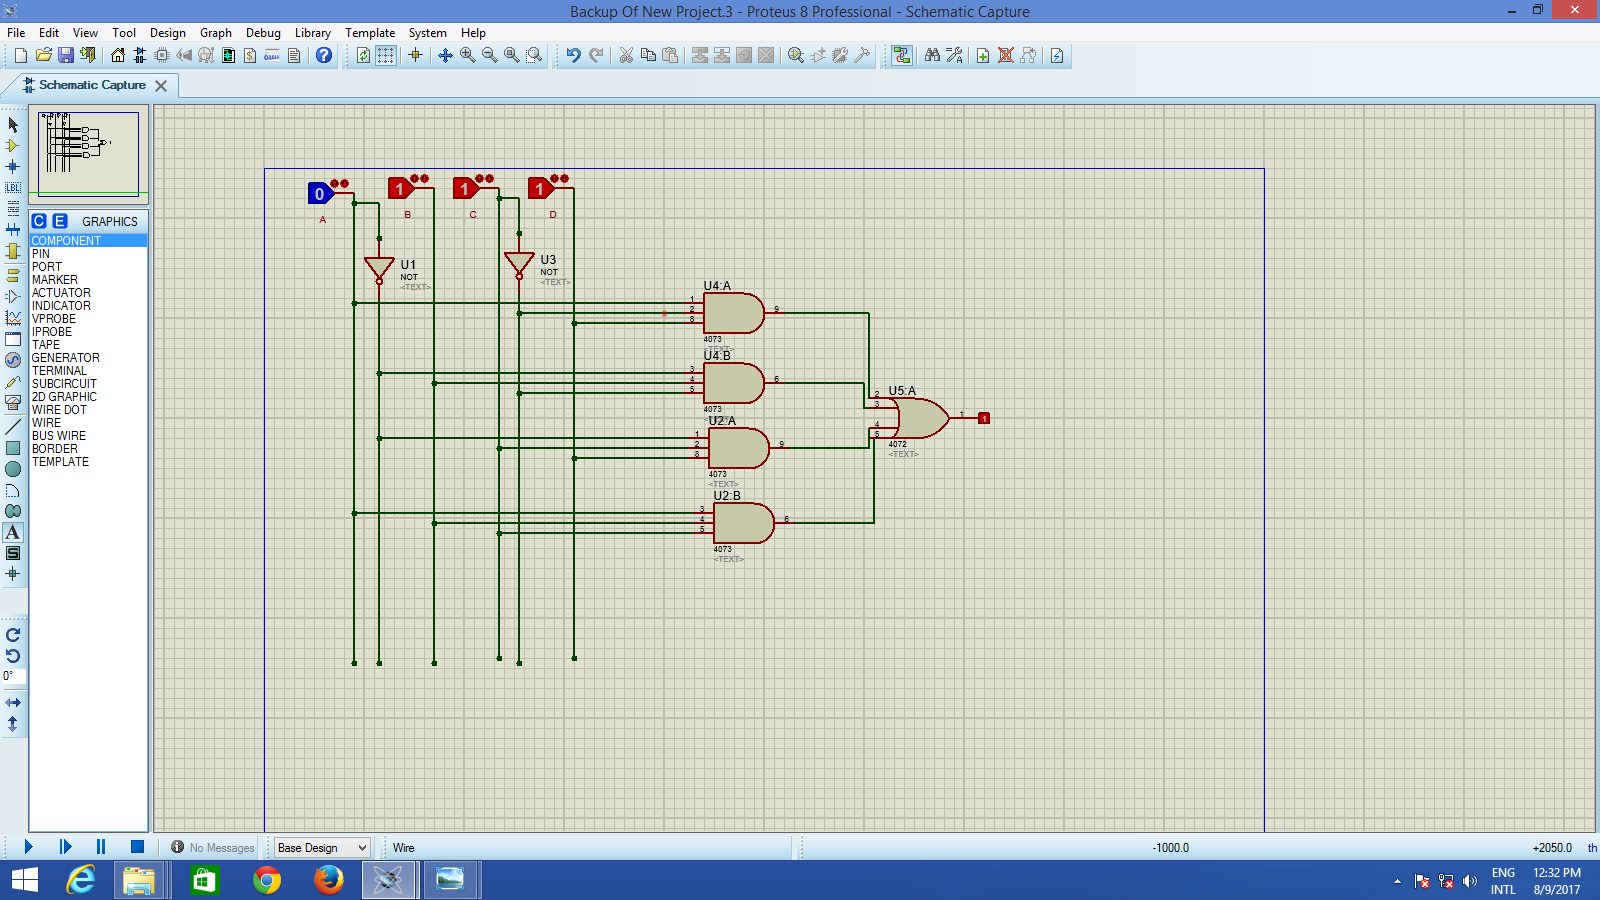 Backup Of New Project.3 - Proteus 8 Professional - Schematic Capture
File Edit View Tool Design Graph Debug Library Template System Help
Schematic Capture
LBL
C E GRAPHICS
COMPONENT
PIN
PORT
MARKER
ACTUATOR
INDICATOR
VPROBE
IPROBE
TAPE
GENERATOR
TERMINAL
SUBCIRCUIT
2D GRAPHIC
WIRE DOT
WIRE
BUS WIRE
BORDER
TEMPLATE
A
S
0°
0 1 1 1
A B C D
U1
NOT
<TEXT>
U3
NOT
<TEXT>
U4:A
1
2
8
9
4073
<TEXT>
U4:B
3
4
5
6
4073
<TEXT>
U2:A
1
2
8
9
4073
<TEXT>
U2:B
3
4
5
6
4073
<TEXT>
U5:A
2
3
4
5
1
1
4072
<TEXT>
No Messages Base Design Wire -1000.0 +2050.0 th
ENG 12:32 PM
INTL 8/9/2017